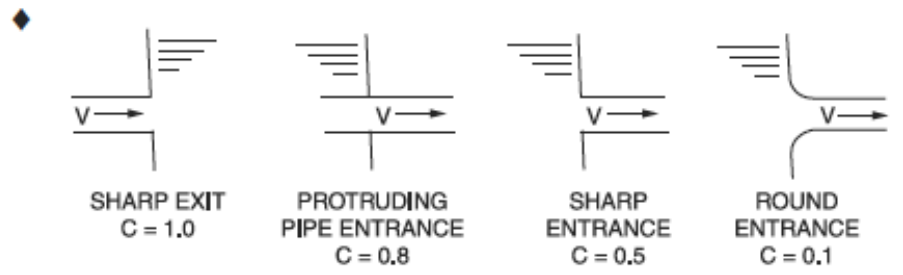 V
V
V
V
SHARP EXIT
C = 1.0
PROTRUDING
PIPE ENTRANCE
C = 0.8
SHARP
ENTRANCE
C = 0.5
ROUND
ENTRANCE
C = 0.1